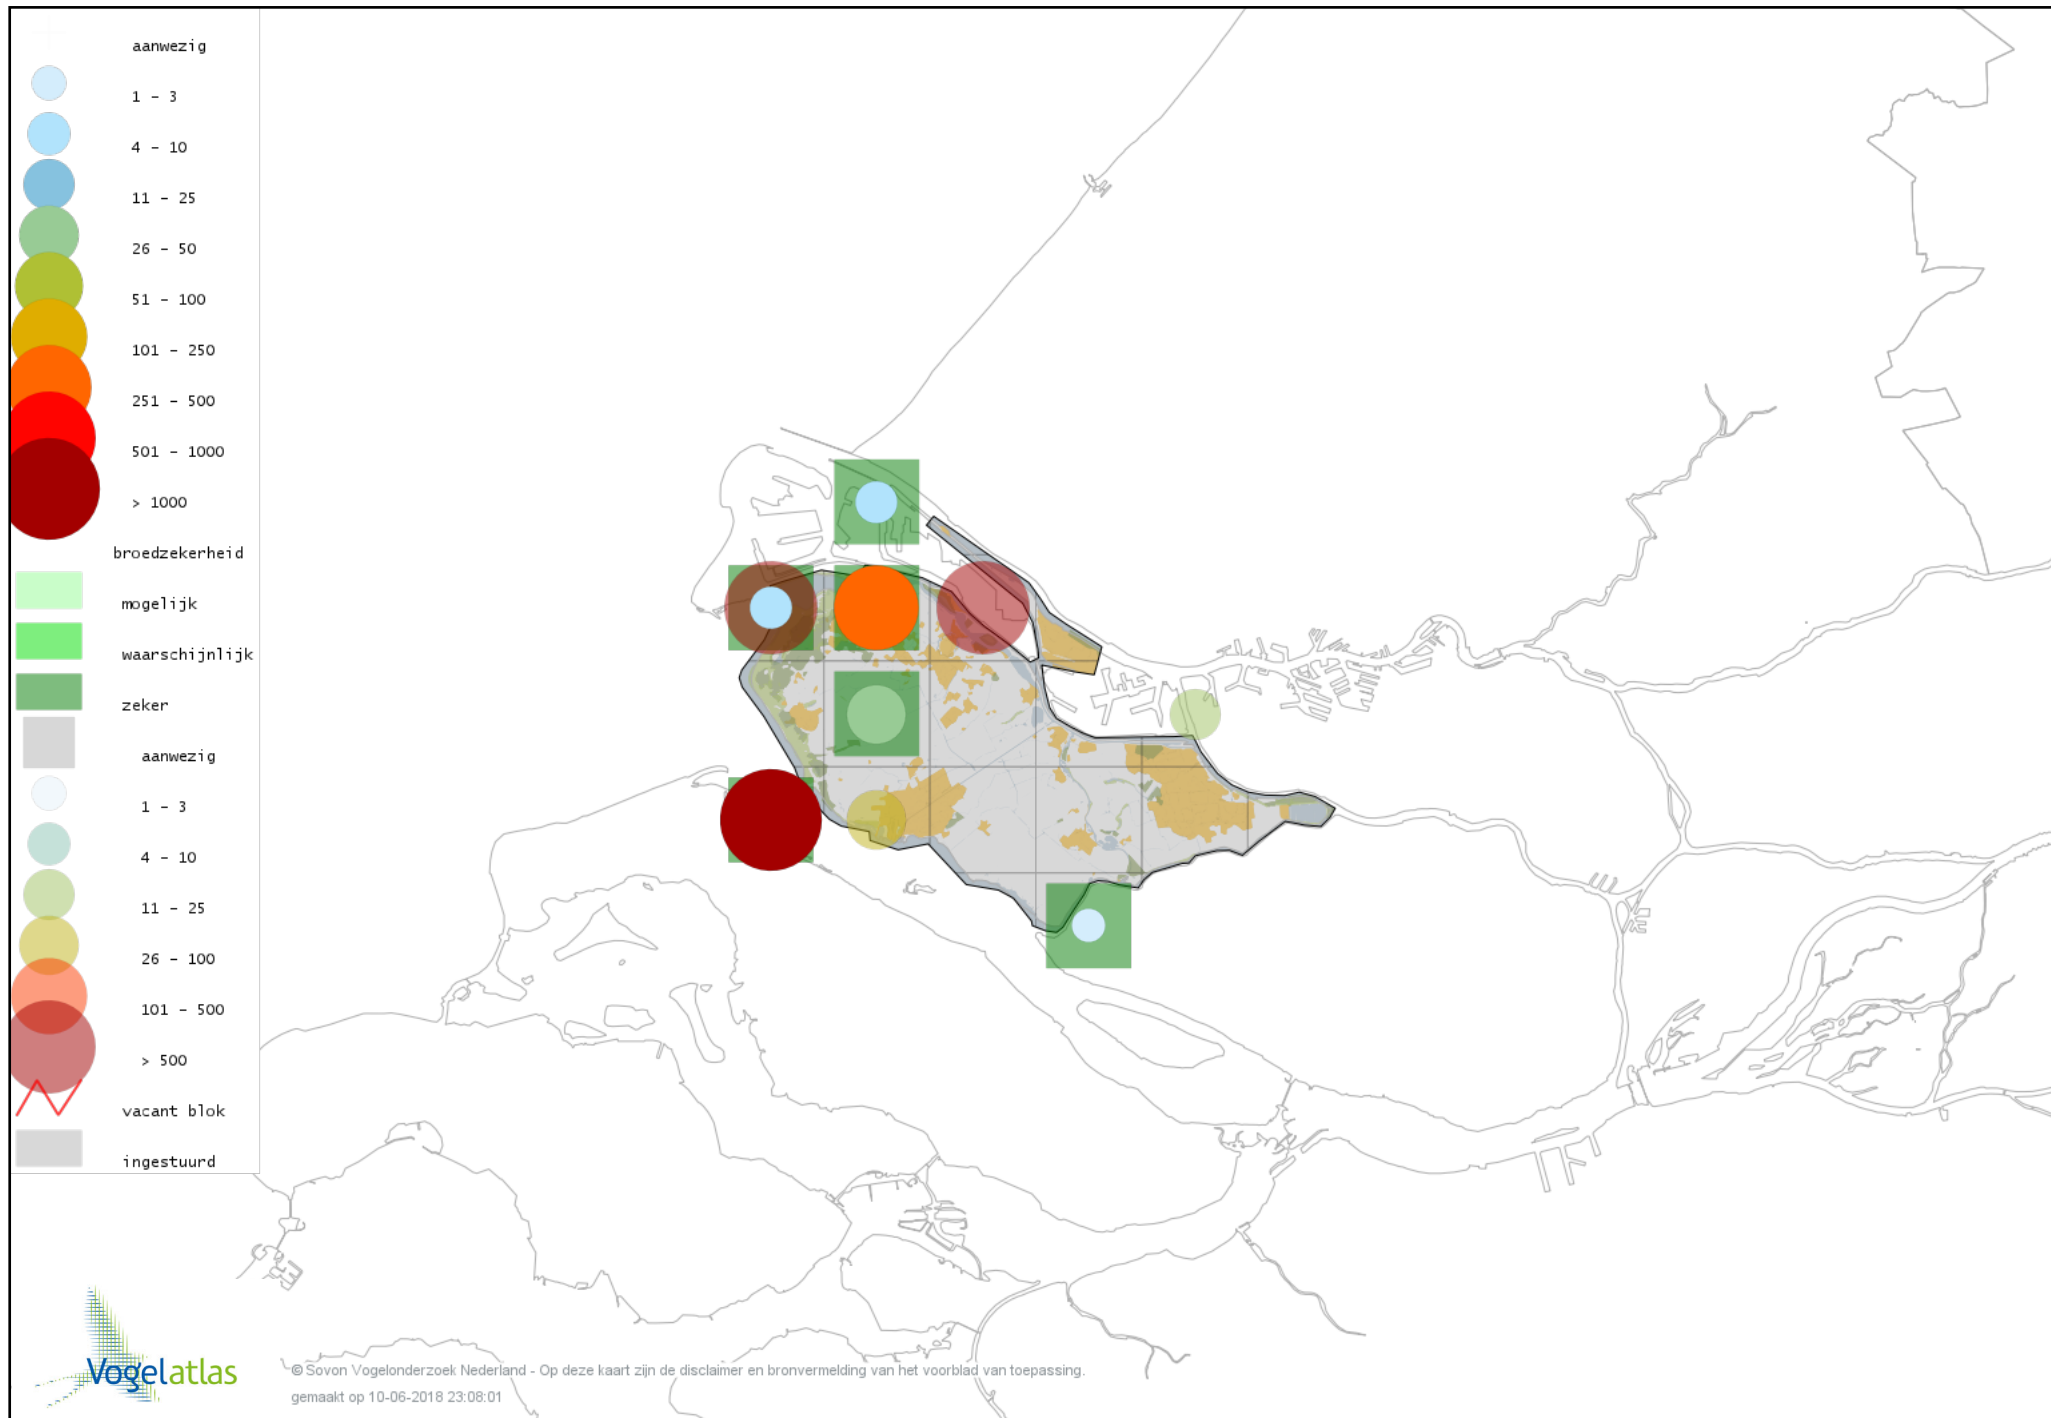 aanwezig
1 - 3
4 - 10
11 - 25
26 - 50
51 - 100
101 - 250
251 - 500
501 - 1000
> 1000
broedzekerheid
mogelijk
waarschijnlijk
zeker
aanwezig
1 - 3
4 - 10
11 - 25
26 - 100
101 - 500
> 500
vacant blok
ingestuurd
Vogelatlas
© Sovon Vogelonderzoek Nederland - Op deze kaart zijn de disclaimer en bronvermelding van het voorblad van toepassing.
gemaakt op 10-06-2018 23:08:01